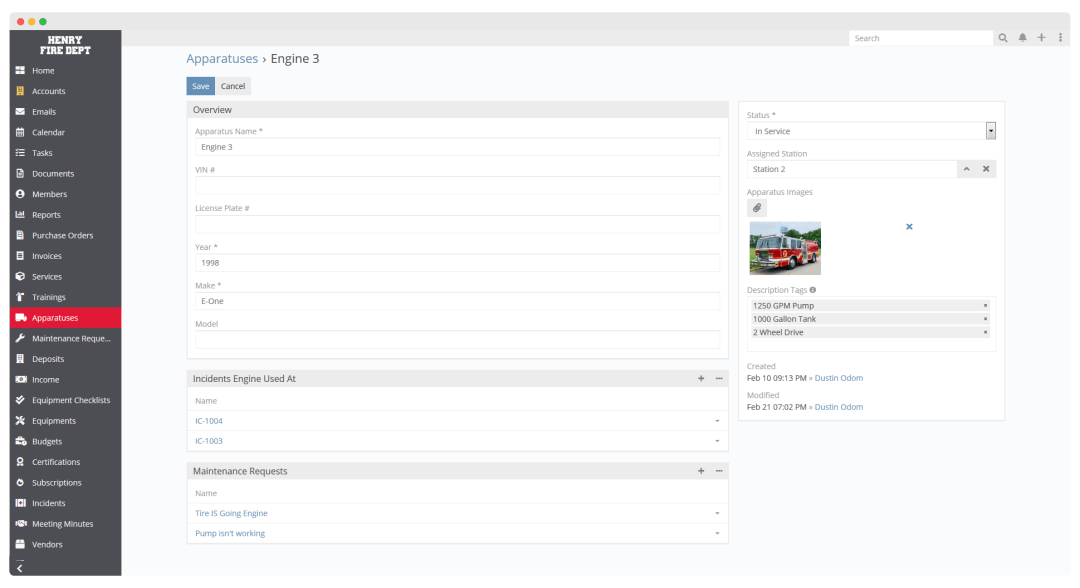 HENRY
FIRE DEPT
Search
Home
Accounts
Emails
Calendar
Tasks
Documents
Members
Reports
Purchase Orders
Invoices
Services
Trainings
Apparatuses
Maintenance Reque...
Deposits
Income
Equipment Checklists
Equipments
Budgets
Certifications
Subscriptions
Incidents
Meeting Minutes
Vendors
Apparatuses › Engine 3
Save Cancel
Overview
Apparatus Name *
Engine 3
VIN #
License Plate #
Year *
1998
Make *
E-One
Model
Incidents Engine Used At
Name
IC-1004
IC-1003
Maintenance Requests
Name
Tire IS Going Engine
Pump isn't working
Status *
In Service
Assigned Station
Station 2
Apparatus Images
Description Tags
1250 GPM Pump
1000 Gallon Tank
2 Wheel Drive
Created
Feb 10 09:13 PM » Dustin Odom
Modified
Feb 21 07:02 PM » Dustin Odom